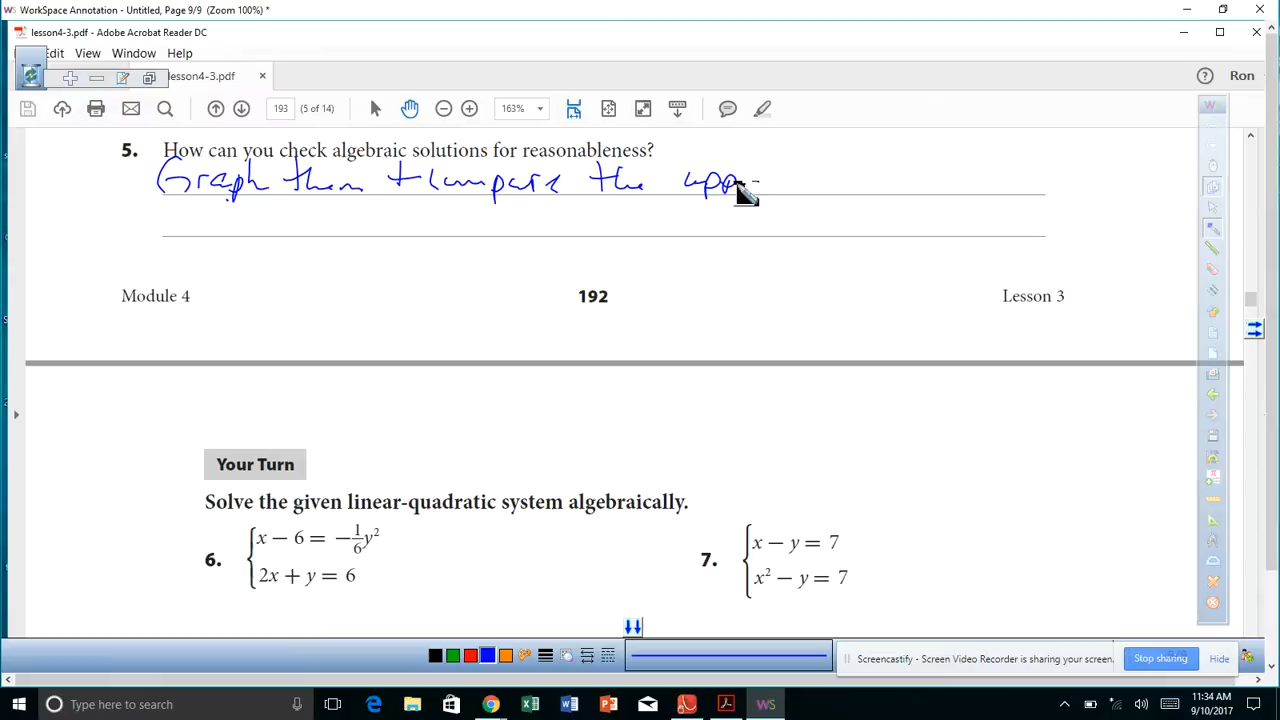 WorkSpace Annotation - Untitled, Page 9/9 (Zoom 100%) *
lesson4-3.pdf - Adobe Acrobat Reader DC
Edit View Window Help
lesson4-3.pdf
Ron
193 (5 of 14) 163%
5. How can you check algebraic solutions for reasonableness?
Graph them + compare the app
Module 4 192 Lesson 3
Your Turn
Solve the given linear-quadratic system algebraically.
6. x − 6 = −1/6 y²
2x + y = 6
7. x − y = 7
x² − y = 7
Screencastify - Screen Video Recorder is sharing your screen. Stop sharing Hide
Type here to search
11:34 AM
9/10/2017